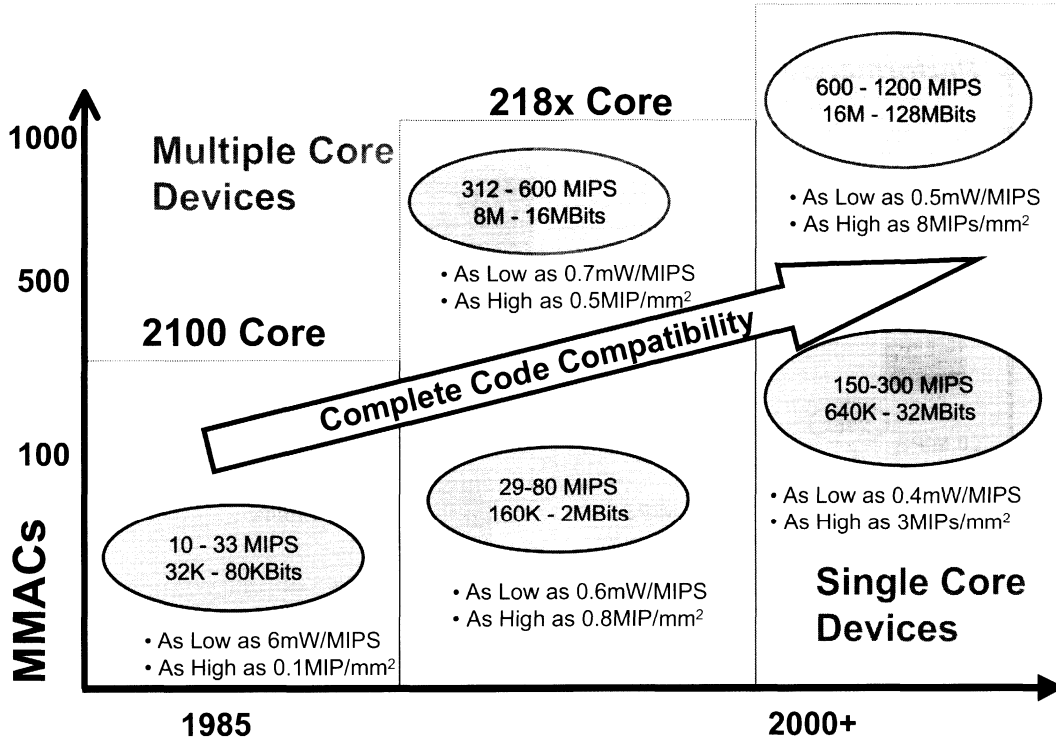 218x Core
1000
Multiple Core
Devices
600 - 1200 MIPS
16M - 128MBits
• As Low as 0.5mW/MIPS
• As High as 8MIPs/mm²
312 - 600 MIPS
8M - 16MBits
• As Low as 0.7mW/MIPS
• As High as 0.5MIP/mm²
500
2100 Core
Complete Code Compatibility
150-300 MIPS
640K - 32MBits
• As Low as 0.4mW/MIPS
• As High as 3MIPs/mm²
100
29-80 MIPS
160K - 2MBits
• As Low as 0.6mW/MIPS
• As High as 0.8MIP/mm²
10 - 33 MIPS
32K - 80KBits
• As Low as 6mW/MIPS
• As High as 0.1MIP/mm²
Single Core
Devices
MMACs
1985
2000+